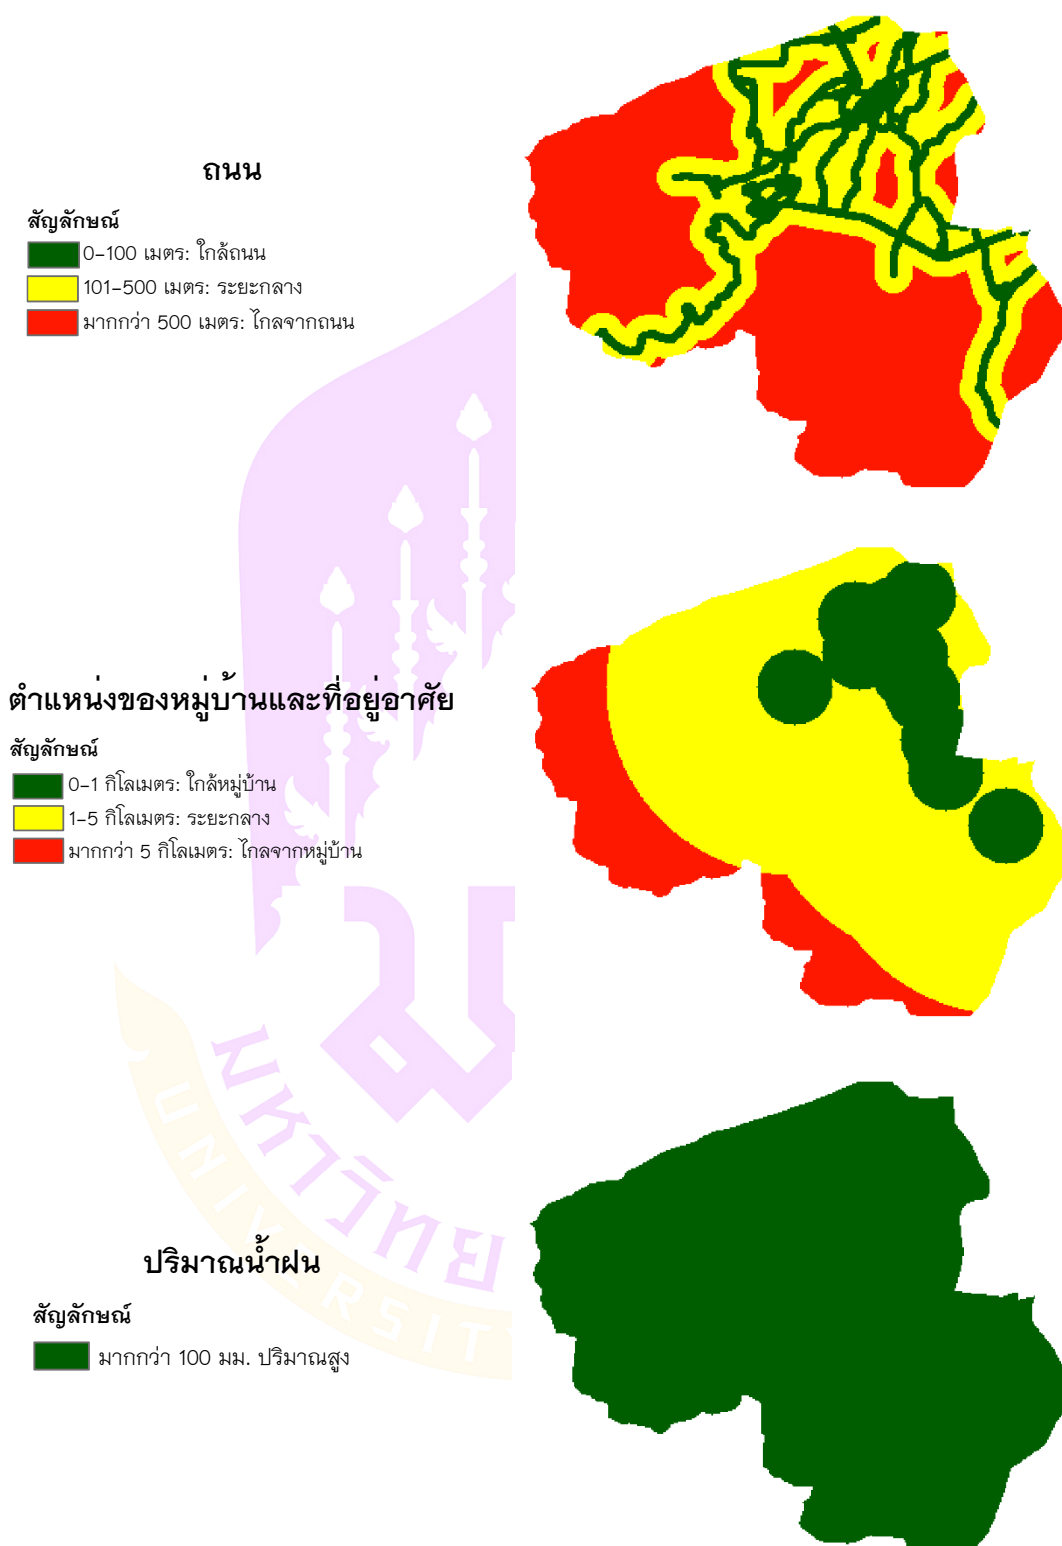 ถนน
สัญลักษณ์
0-100 เมตร: ใกล้ถนน
101-500 เมตร: ระยะกลาง
มากกว่า 500 เมตร: ไกลจากถนน
ตำแหน่งของหมู่บ้านและที่อยู่อาศัย
สัญลักษณ์
0-1 กิโลเมตร: ใกล้หมู่บ้าน
1-5 กิโลเมตร: ระยะกลาง
มากกว่า 5 กิโลเมตร: ไกลจากหมู่บ้าน
ม
มหาวิทย
UNIVERSIT
ปริมาณน้ำฝน
สัญลักษณ์
มากกว่า 100 มม. ปริมาณสูง